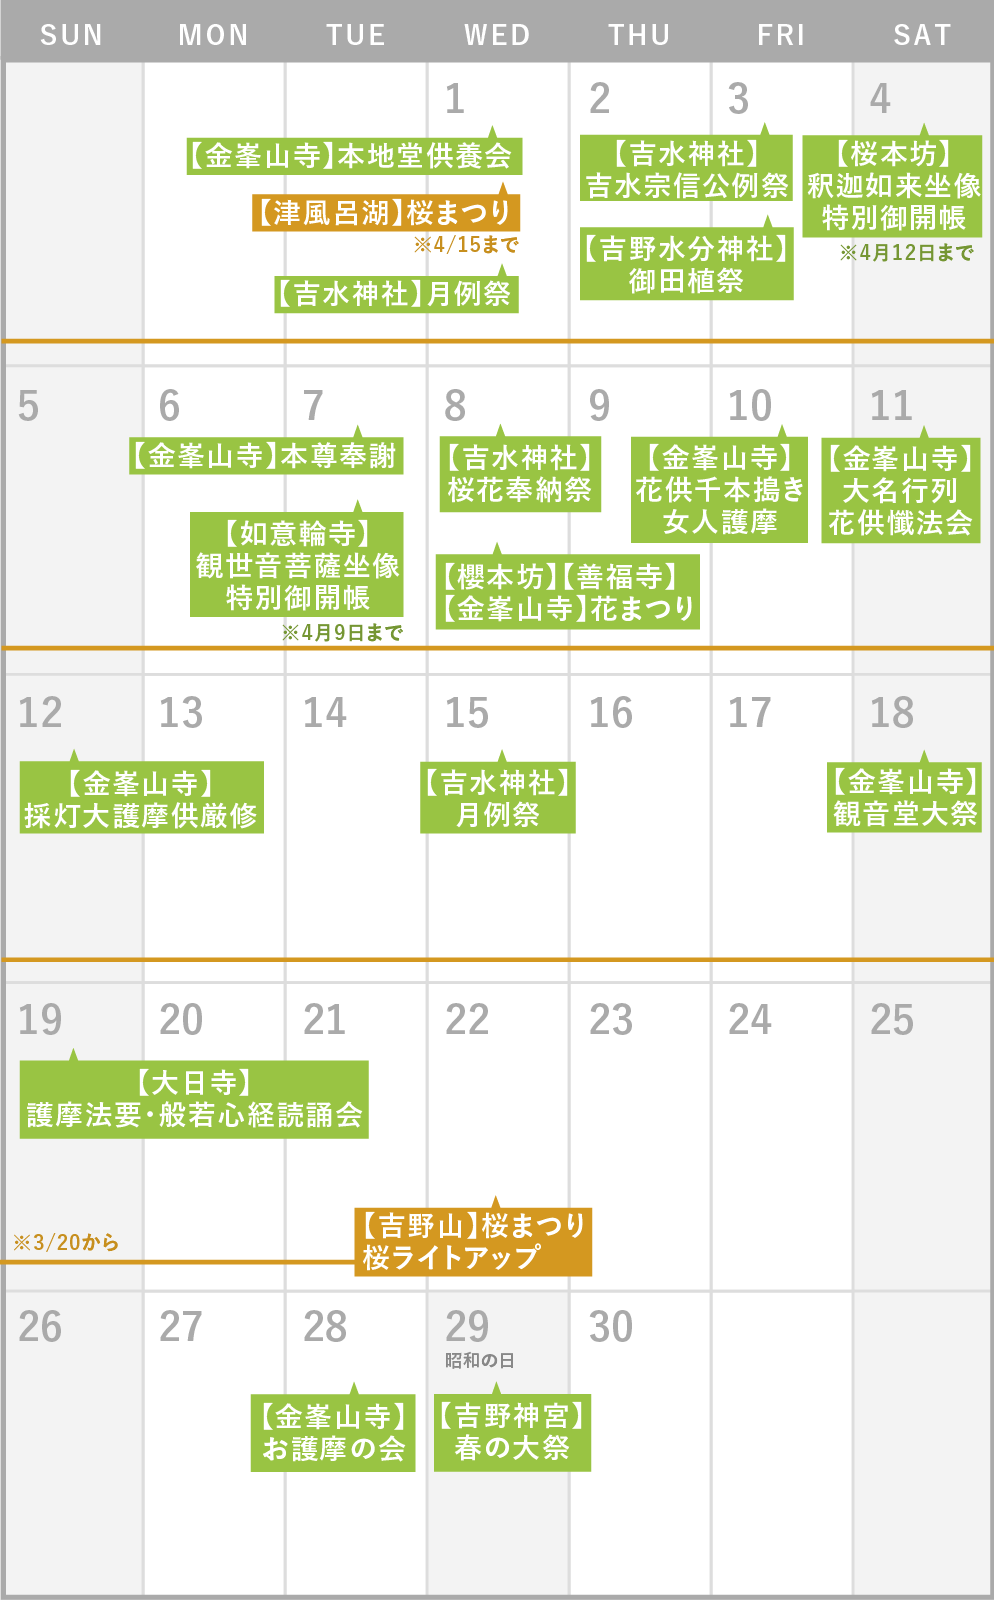 SUN MON TUE WED THU FRI SAT
1 2 3 4
【金峯山寺】本地堂供養会
【津風呂湖】桜まつり
※4/15まで
【吉水神社】月例祭
【吉水神社】
吉水宗信公例祭
【吉野水分神社】
御田植祭
【桜本坊】
釈迦如来坐像
特別御開帳
※4月12日まで
5 6 7 8 9 10 11
【金峯山寺】本尊奉謝
【如意輪寺】
観世音菩薩坐像
特別御開帳
※4月9日まで
【吉水神社】
桜花奉納祭
【櫻本坊】【善福寺】
【金峯山寺】花まつり
【金峯山寺】
花供千本搗き
女人護摩
【金峯山寺】
大名行列
花供懺法会
12 13 14 15 16 17 18
【金峯山寺】
採灯大護摩供厳修
【吉水神社】
月例祭
【金峯山寺】
観音堂大祭
19 20 21 22 23 24 25
【大日寺】
護摩法要・般若心経読誦会
※3/20から
【吉野山】桜まつり
桜ライトアップ
26 27 28 29 30
昭和の日
【金峯山寺】
お護摩の会
【吉野神宮】
春の大祭